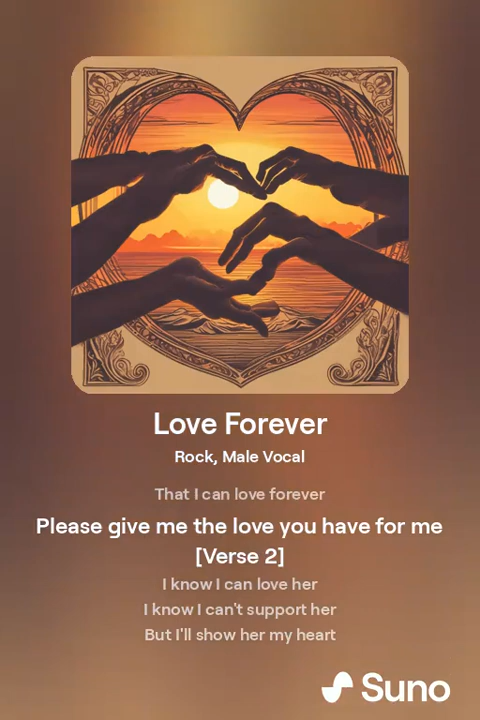 Love Forever
Rock, Male Vocal
That I can love forever
Please give me the love you have for me
[Verse 2]
I know I can love her
I know I can't support her
But I'll show her my heart
Suno